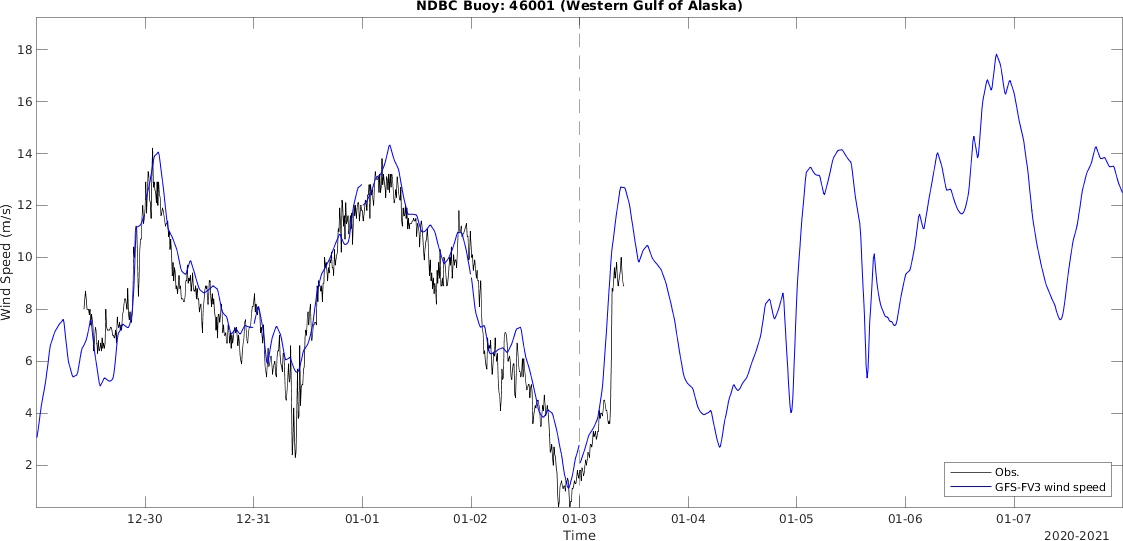 NDBC Buoy: 46001 (Western Gulf of Alaska)
18
16
14
12
10
8
6
4
2
Wind Speed (m/s)
Obs.
GFS-FV3 wind speed
12-30 12-31 01-01 01-02 01-03 01-04 01-05 01-06 01-07
Time
2020-2021